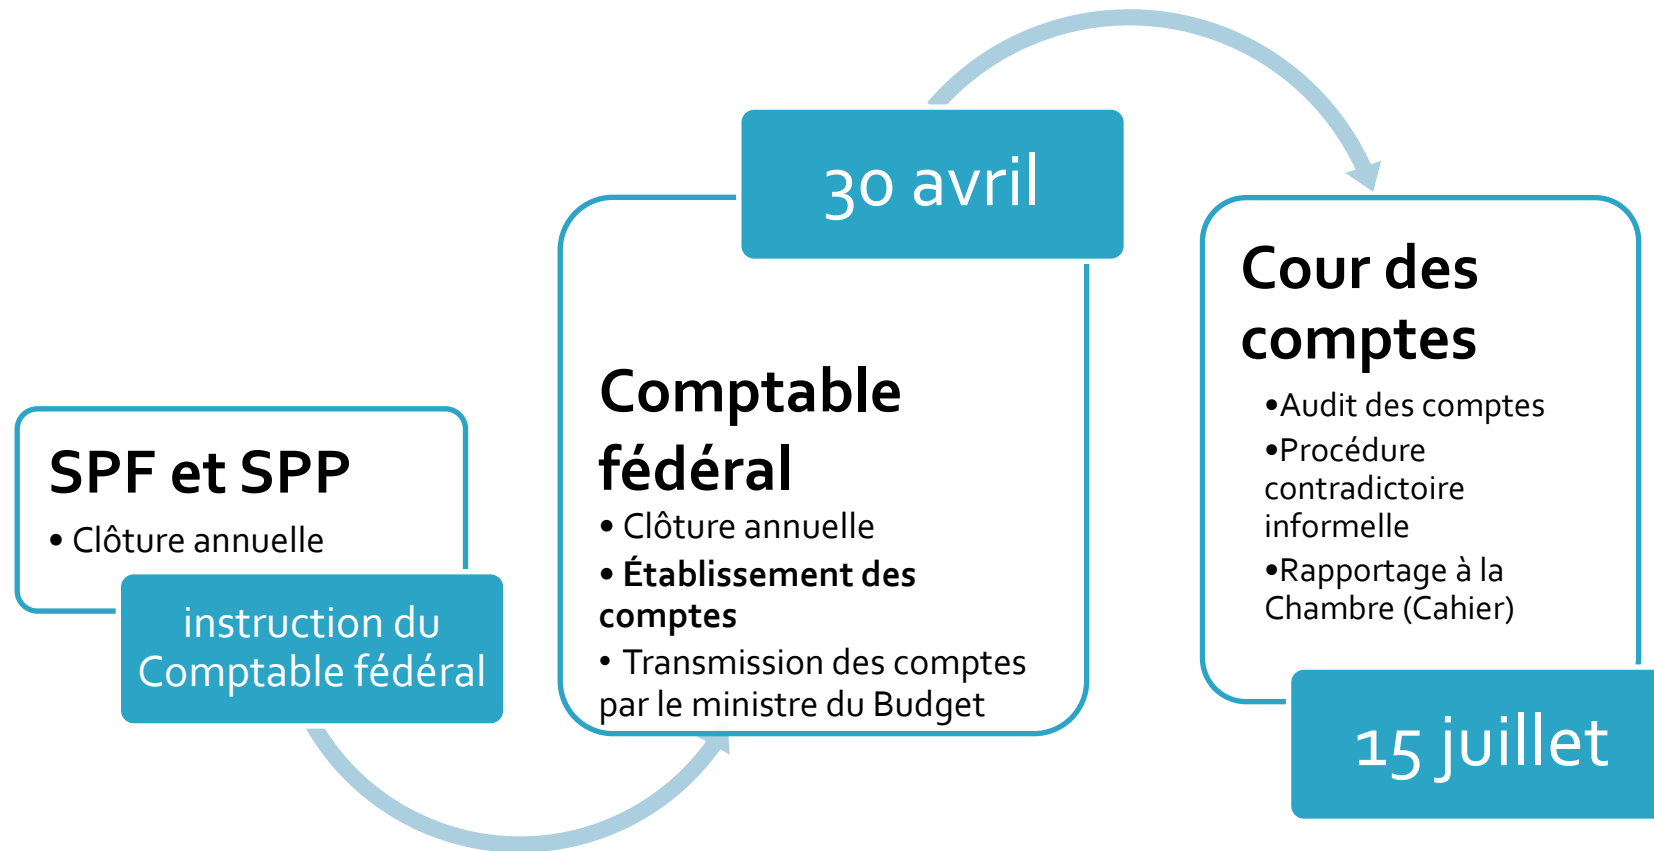 SPF et SPP
• Clôture annuelle
instruction du
Comptable fédéral
30 avril
Comptable
fédéral
• Clôture annuelle
• Établissement des
comptes
• Transmission des comptes
par le ministre du Budget
Cour des
comptes
•Audit des comptes
•Procédure
contradictoire
informelle
•Rapportage à la
Chambre (Cahier)
15 juillet